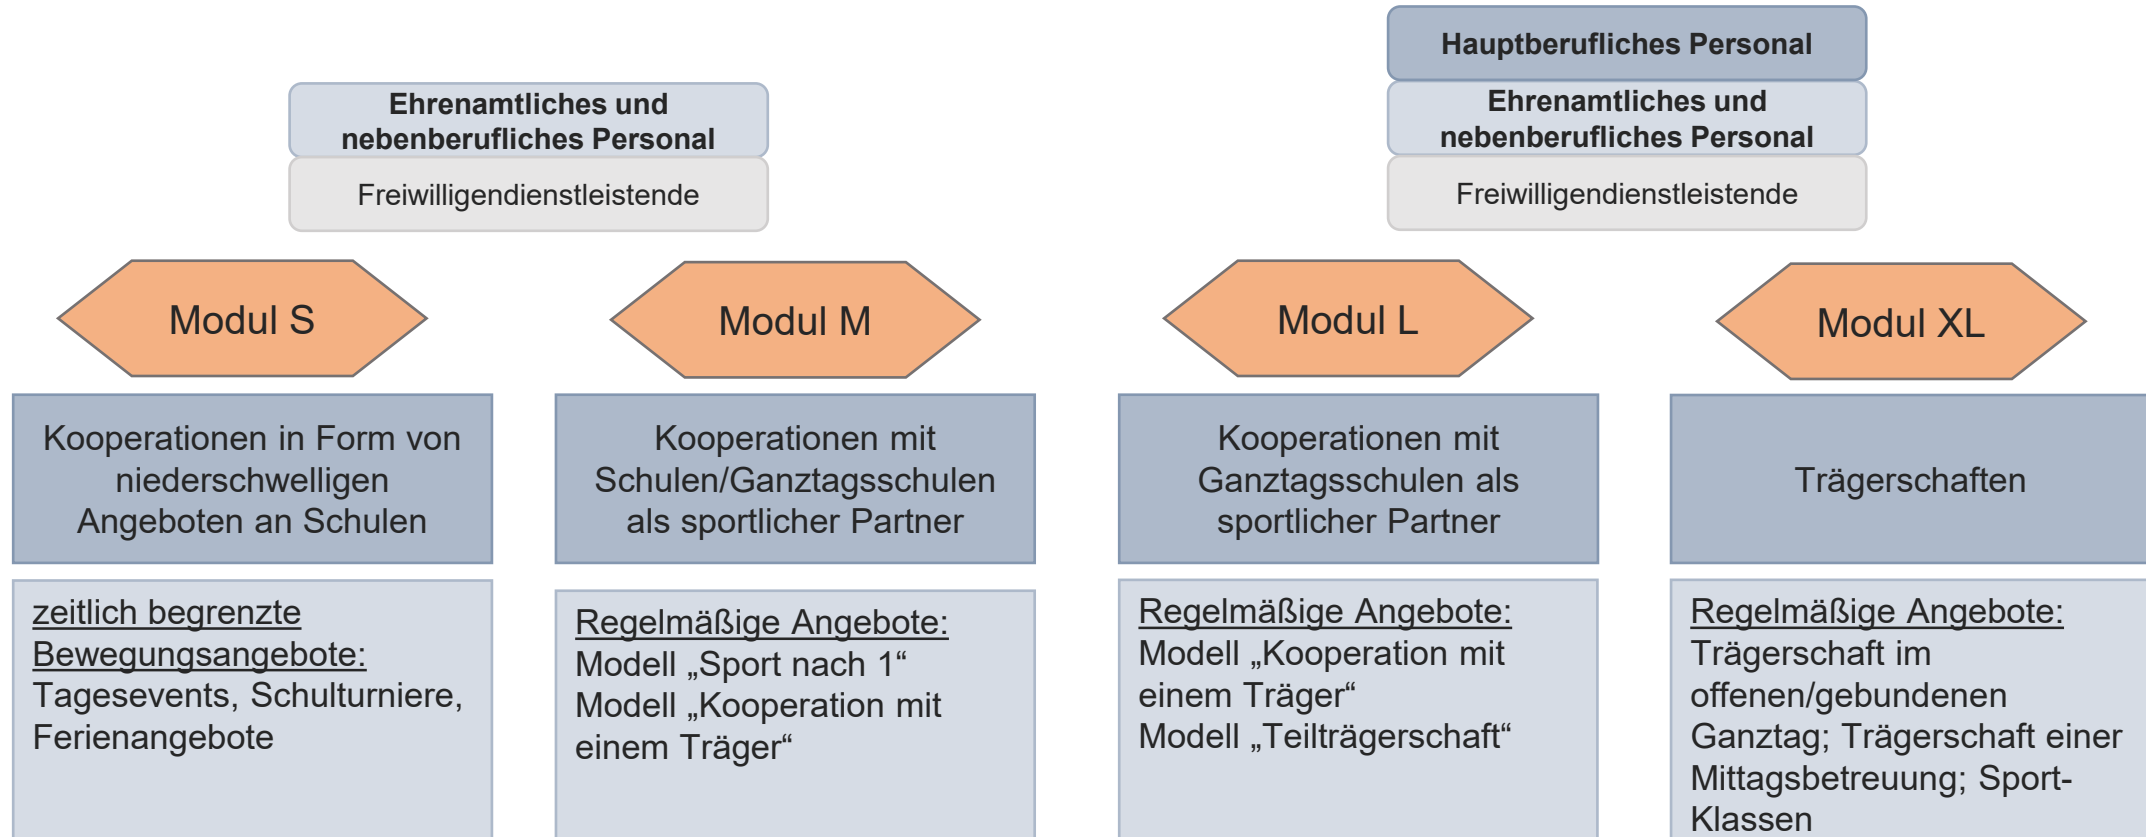 Ehrenamtliches und
nebenberufliches Personal
Freiwilligendienstleistende
Hauptberufliches Personal
Ehrenamtliches und
nebenberufliches Personal
Freiwilligendienstleistende
Modul S
Kooperationen in Form von
niederschwelligen
Angeboten an Schulen
zeitlich begrenzte
Bewegungsangebote:
Tagesevents, Schulturniere,
Ferienangebote
Modul M
Kooperationen mit
Schulen/Ganztagsschulen
als sportlicher Partner
Regelmäßige Angebote:
Modell „Sport nach 1“
Modell „Kooperation mit
einem Träger“
Modul L
Kooperationen mit
Ganztagsschulen als
sportlicher Partner
Regelmäßige Angebote:
Modell „Kooperation mit
einem Träger“
Modell „Teilträgerschaft“
Modul XL
Trägerschaften
Regelmäßige Angebote:
Trägerschaft im
offenen/gebundenen
Ganztag; Trägerschaft einer
Mittagsbetreuung; Sport-
Klassen